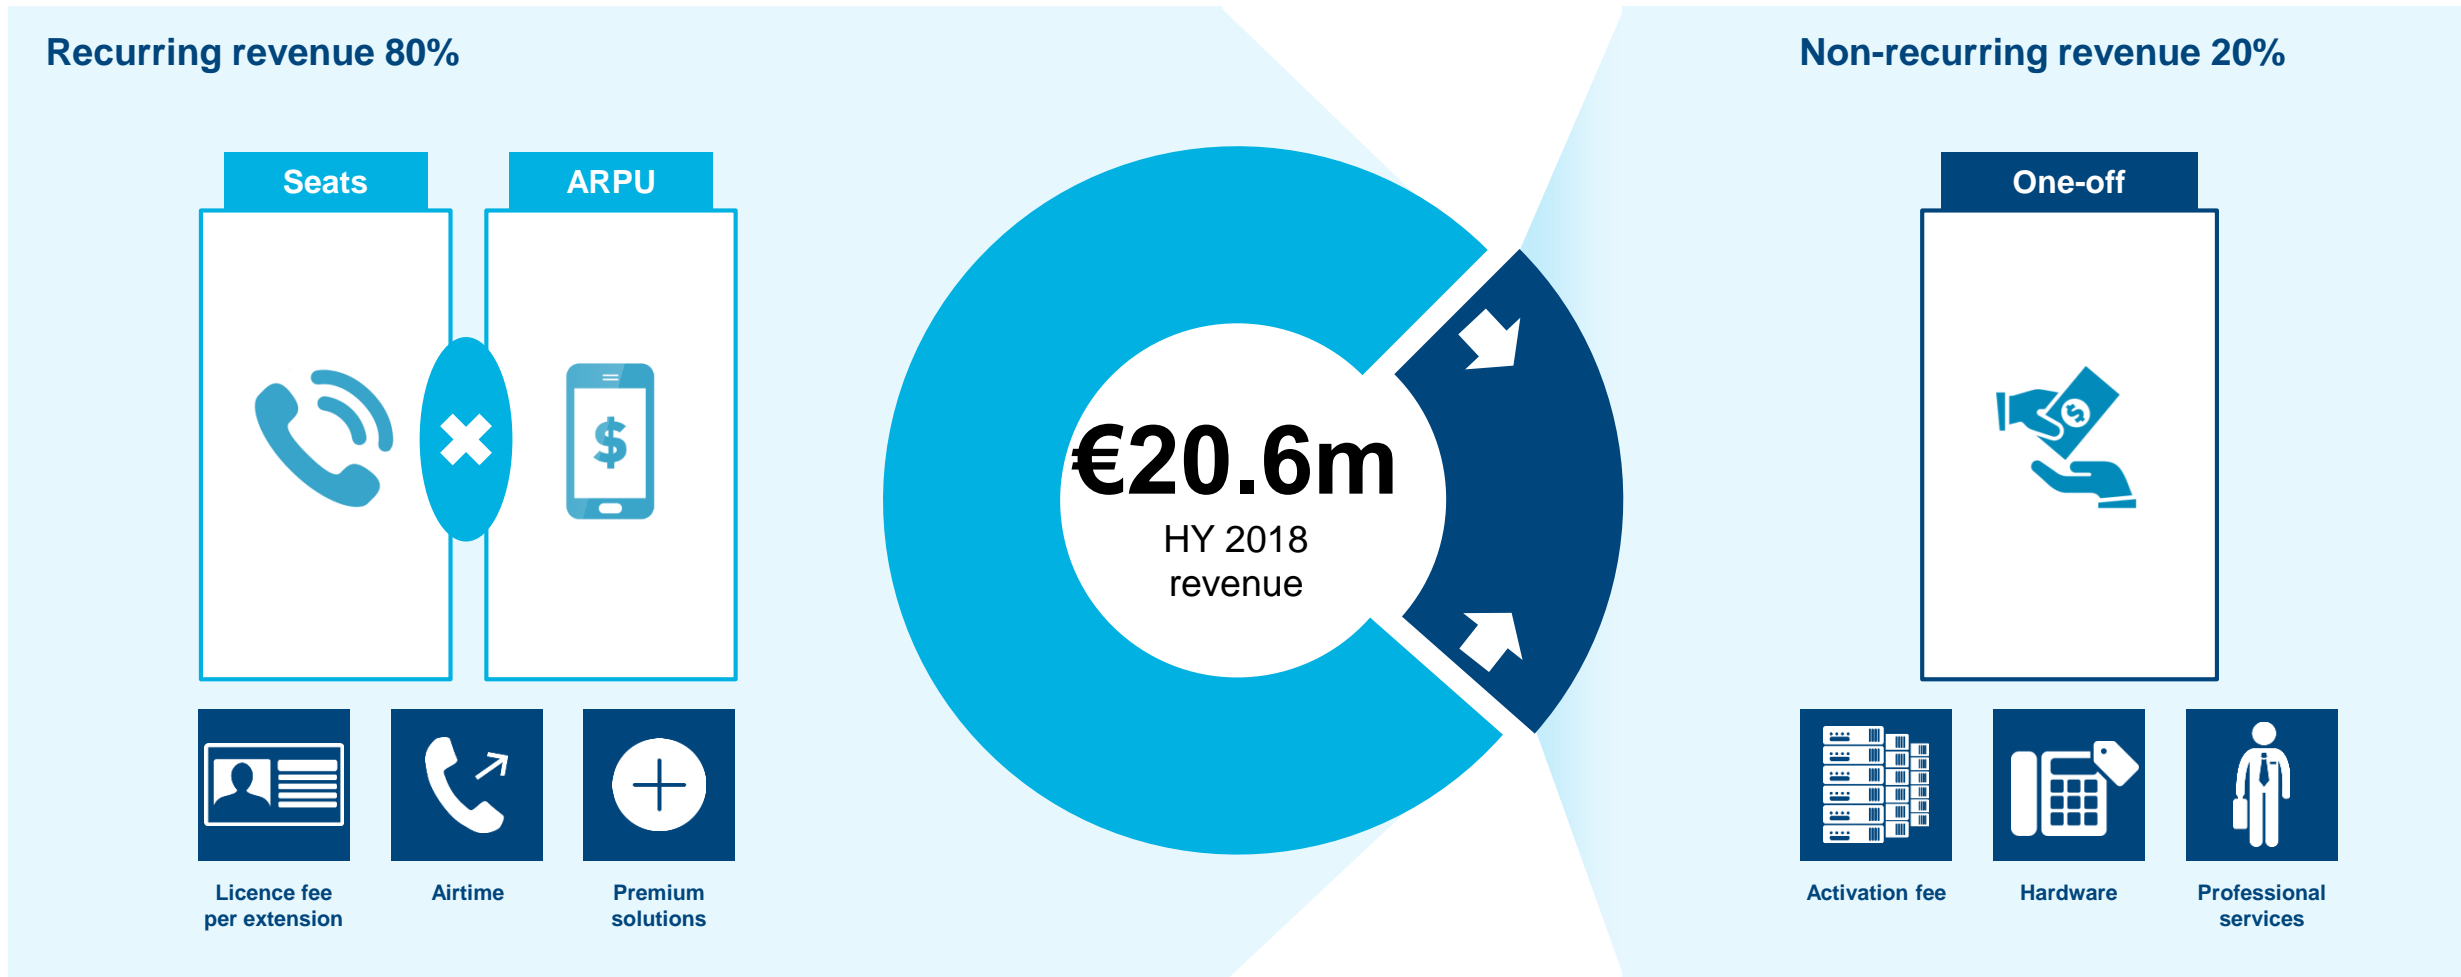 Recurring revenue 80%
Seats
ARPU
$
Licence fee
per extension
Airtime
Premium
solutions
€20.6m
HY 2018
revenue
Non-recurring revenue 20%
One-off
$
Activation fee
Hardware
Professional
services